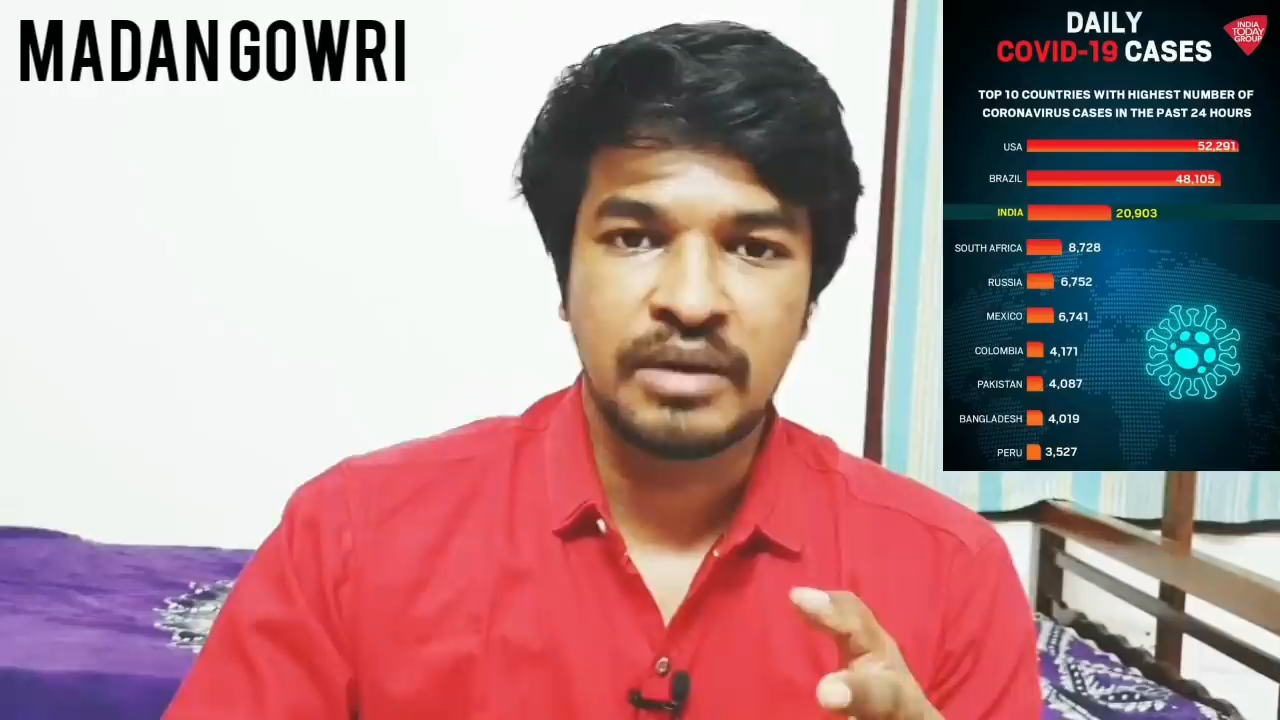 MADAN GOWRI
DAILY
COVID-19 CASES
INDIA
TODAY
GROUP
TOP 10 COUNTRIES WITH HIGHEST NUMBER OF
CORONAVIRUS CASES IN THE PAST 24 HOURS
USA 52,291
BRAZIL 48,105
INDIA 20,903
SOUTH AFRICA 8,728
RUSSIA 6,752
MEXICO 6,741
COLOMBIA 4,171
PAKISTAN 4,087
BANGLADESH 4,019
PERU 3,527